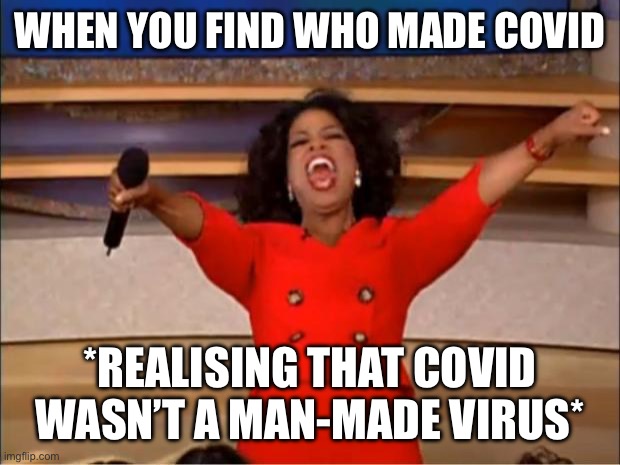 WHEN YOU FIND WHO MADE COVID
*REALISING THAT COVID
WASN'T A MAN-MADE VIRUS*
imgflip.com